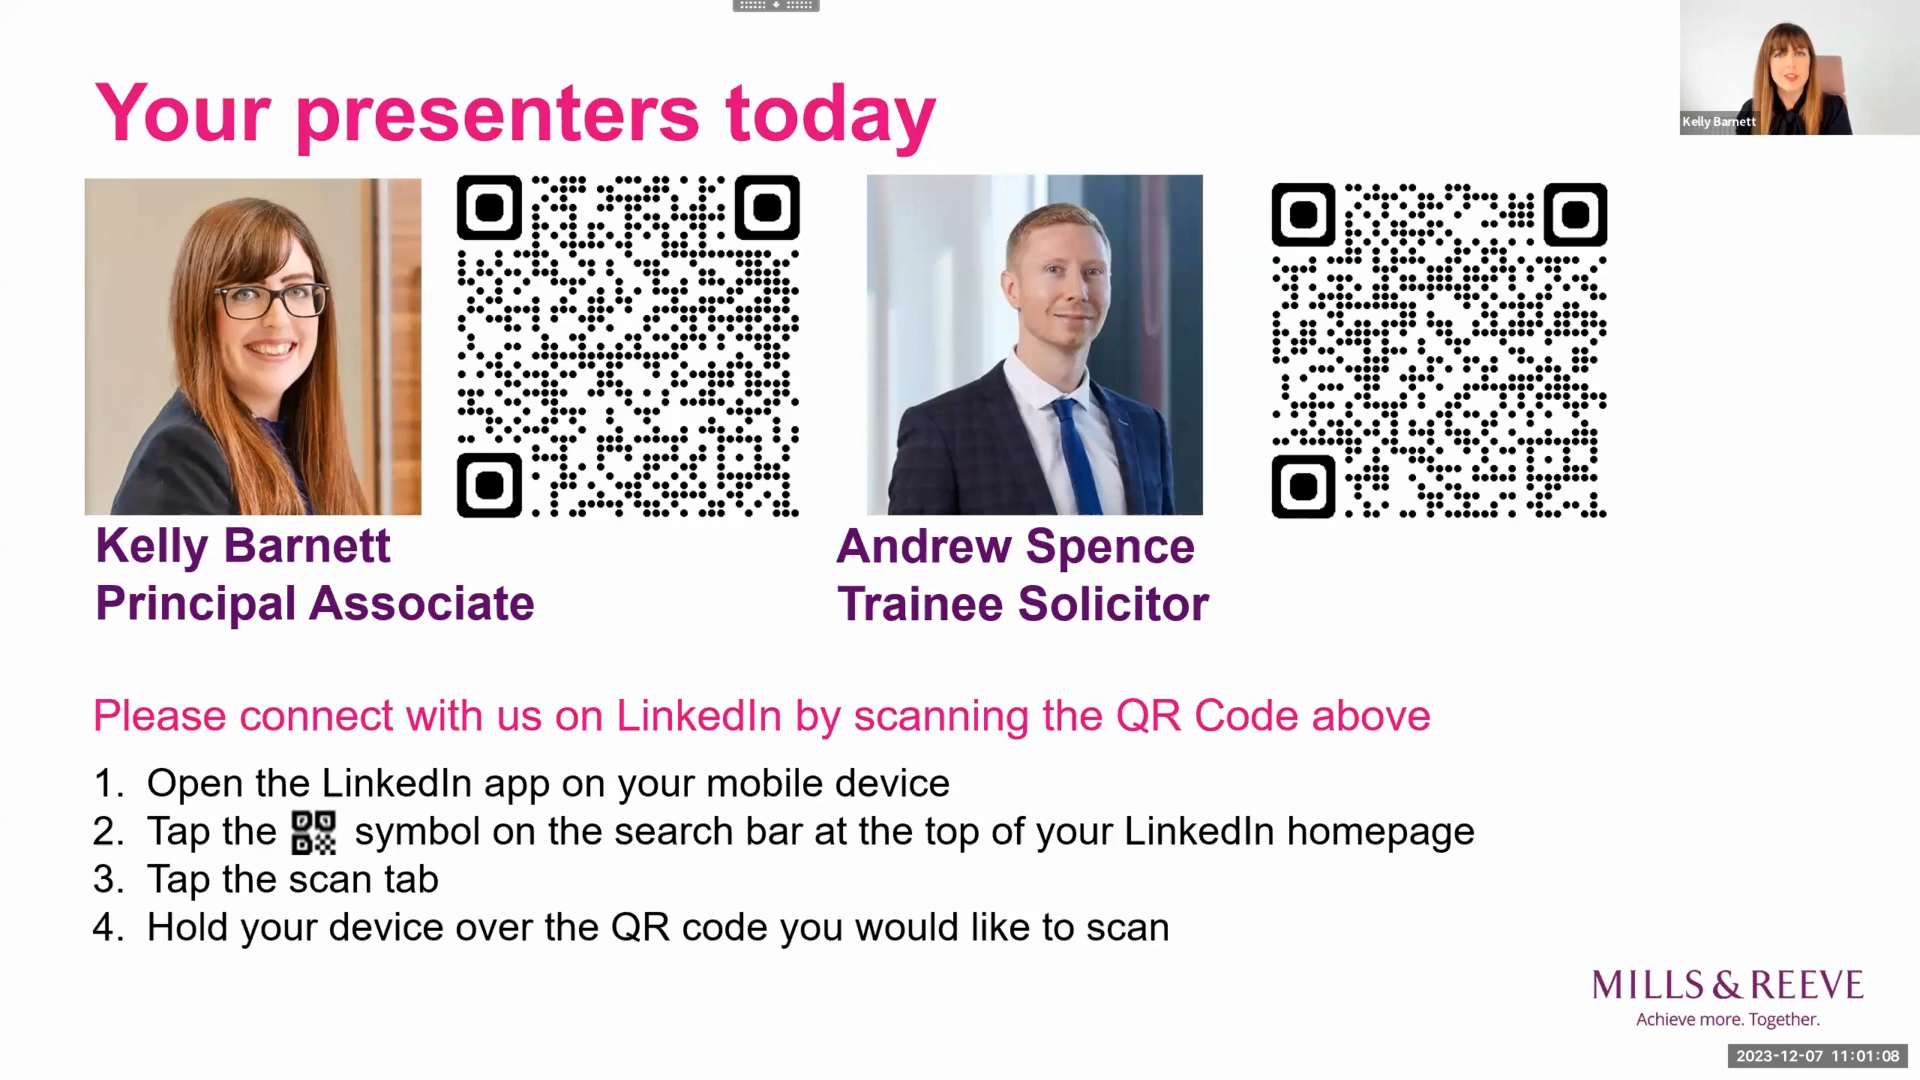 Your presenters today
Kelly Barnett
Kelly Barnett
Principal Associate
Andrew Spence
Trainee Solicitor
Please connect with us on LinkedIn by scanning the QR Code above
1. Open the LinkedIn app on your mobile device
2. Tap the symbol on the search bar at the top of your LinkedIn homepage
3. Tap the scan tab
4. Hold your device over the QR code you would like to scan
MILLS & REEVE
Achieve more. Together.
2023-12-07 11:01:08